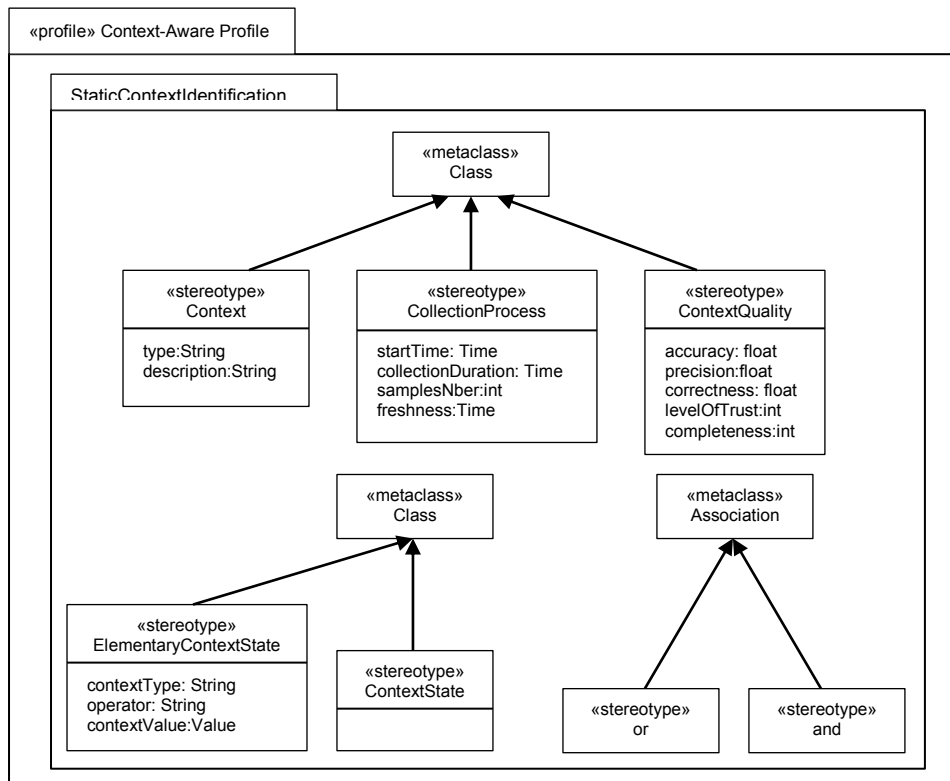 «profile» Context-Aware Profile
StaticContextIdentification
«metaclass»
Class
«stereotype»
Context
type:String
description:String
«stereotype»
CollectionProcess
startTime: Time
collectionDuration: Time
samplesNber:int
freshness:Time
«stereotype»
ContextQuality
accuracy: float
precision:float
correctness: float
levelOfTrust:int
completeness:int
«metaclass»
Class
«metaclass»
Association
«stereotype»
ElementaryContextState
contextType: String
operator: String
contextValue:Value
«stereotype»
ContextState
«stereotype»
or
«stereotype»
and